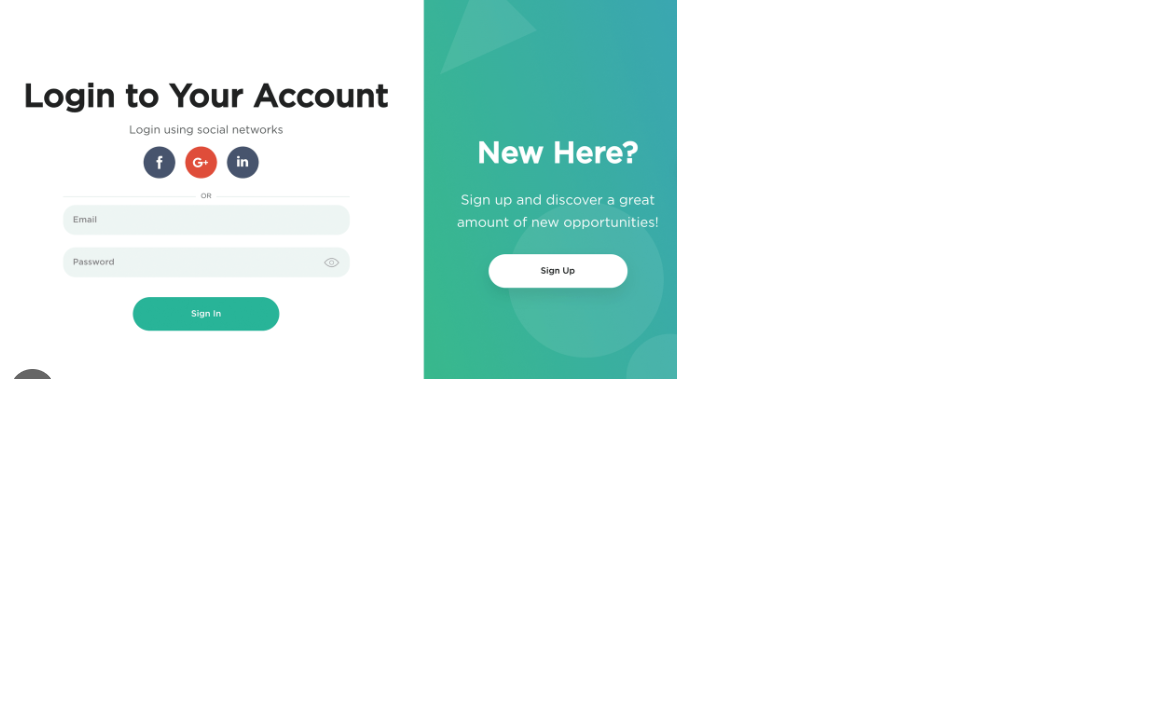 Login to Your Account
Login using social networks
f G+ in
OR
Email
Password
Sign In
New Here?
Sign up and discover a great
amount of new opportunities!
Sign Up